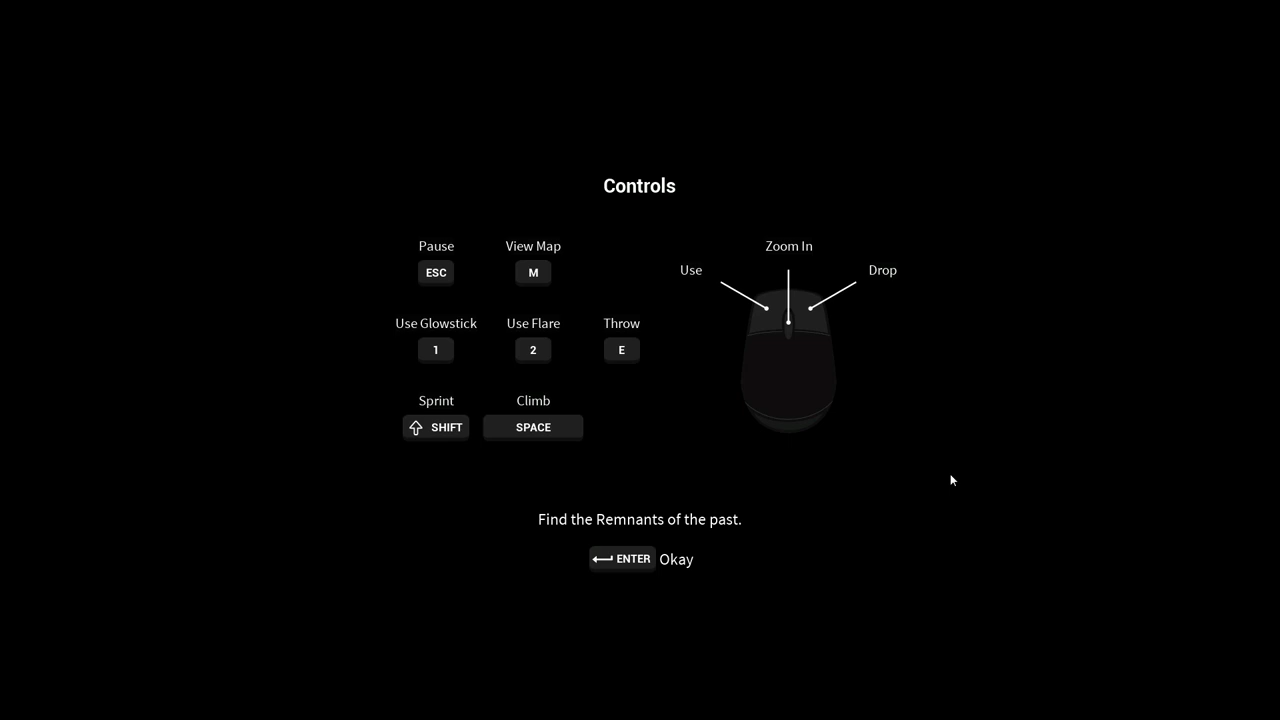 Controls
Pause
View Map
ESC
M
Zoom In
Use
Drop
Use Glowstick
Use Flare
Throw
1
2
E
Sprint
Climb
SHIFT
SPACE
Find the Remnants of the past.
ENTER Okay